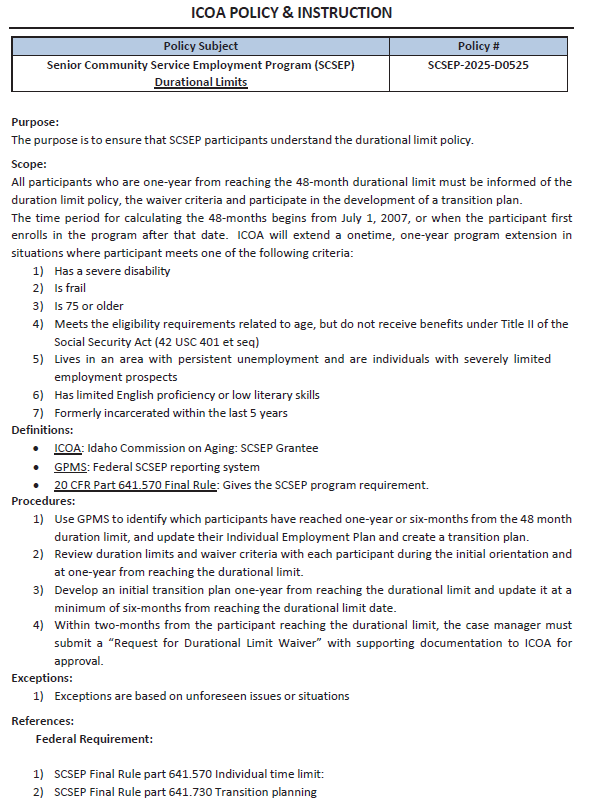 ICOA POLICY & INSTRUCTION
Policy Subject
Policy #
Senior Community Service Employment Program (SCSEP)
Durational Limits
SCSEP-2025-D0525
Purpose:
The purpose is to ensure that SCSEP participants understand the durational limit policy.
Scope:
All participants who are one-year from reaching the 48-month durational limit must be informed of the
duration limit policy, the waiver criteria and participate in the development of a transition plan.
The time period for calculating the 48-months begins from July 1, 2007, or when the participant first
enrolls in the program after that date. ICOA will extend a onetime, one-year program extension in
situations where participant meets one of the following criteria:
1) Has a severe disability
2) Is frail
3) Is 75 or older
4) Meets the eligibility requirements related to age, but do not receive benefits under Title II of the
Social Security Act (42 USC 401 et seq)
5) Lives in an area with persistent unemployment and are individuals with severely limited
employment prospects
6) Has limited English proficiency or low literary skills
7) Formerly incarcerated within the last 5 years
Definitions:
• ICOA: Idaho Commission on Aging: SCSEP Grantee
• GPMS: Federal SCSEP reporting system
• 20 CFR Part 641.570 Final Rule: Gives the SCSEP program requirement.
Procedures:
1) Use GPMS to identify which participants have reached one-year or six-months from the 48 month
duration limit, and update their Individual Employment Plan and create a transition plan.
2) Review duration limits and waiver criteria with each participant during the initial orientation and
at one-year from reaching the durational limit.
3) Develop an initial transition plan one-year from reaching the durational limit and update it at a
minimum of six-months from reaching the durational limit date.
4) Within two-months from the participant reaching the durational limit, the case manager must
submit a “Request for Durational Limit Waiver” with supporting documentation to ICOA for
approval.
Exceptions:
1) Exceptions are based on unforeseen issues or situations
References:
Federal Requirement:
1) SCSEP Final Rule part 641.570 Individual time limit:
2) SCSEP Final Rule part 641.730 Transition planning